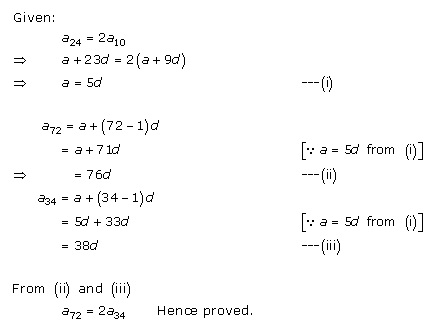 Given:
a₂₄ = 2a₁₀
⇒ a + 23d = 2(a + 9d)
⇒ a = 5d ---(i)
a₇₂ = a + (72 − 1)d
= a + 71d [∵ a = 5d from (i)]
⇒ = 76d ---(ii)
a₃₄ = a + (34 − 1)d
= 5d + 33d [∵ a = 5d from (i)]
= 38d ---(iii)
From (ii) and (iii)
a₇₂ = 2a₃₄ Hence proved.